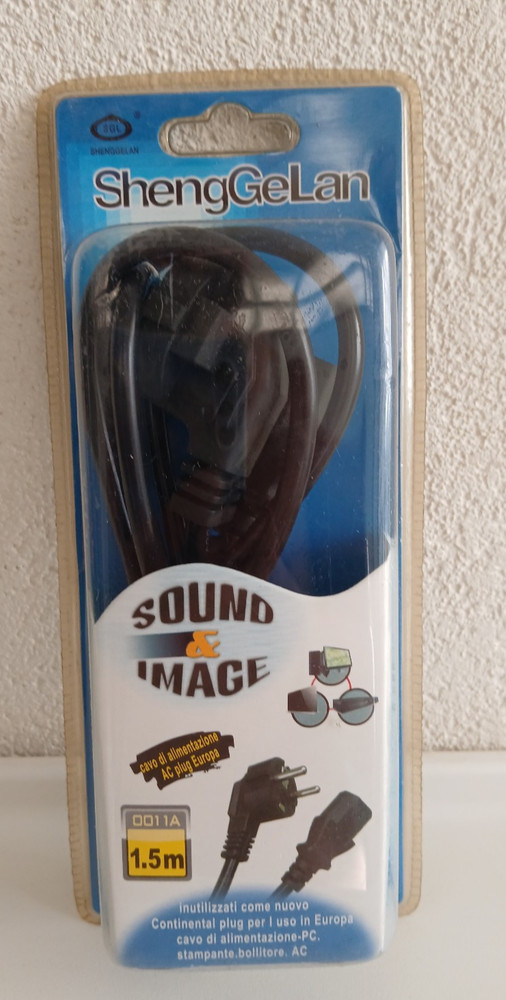 SGL
®
SHENGGELAN
ShengGeLan
SOUND
&
IMAGE
cavo di alimentazione
AC plug Europa
0011A
1.5m
inutilizzati come nuovo
Continental plug per l uso in Europa
cavo di alimentazione-PC.
stampante.bollitore. AC